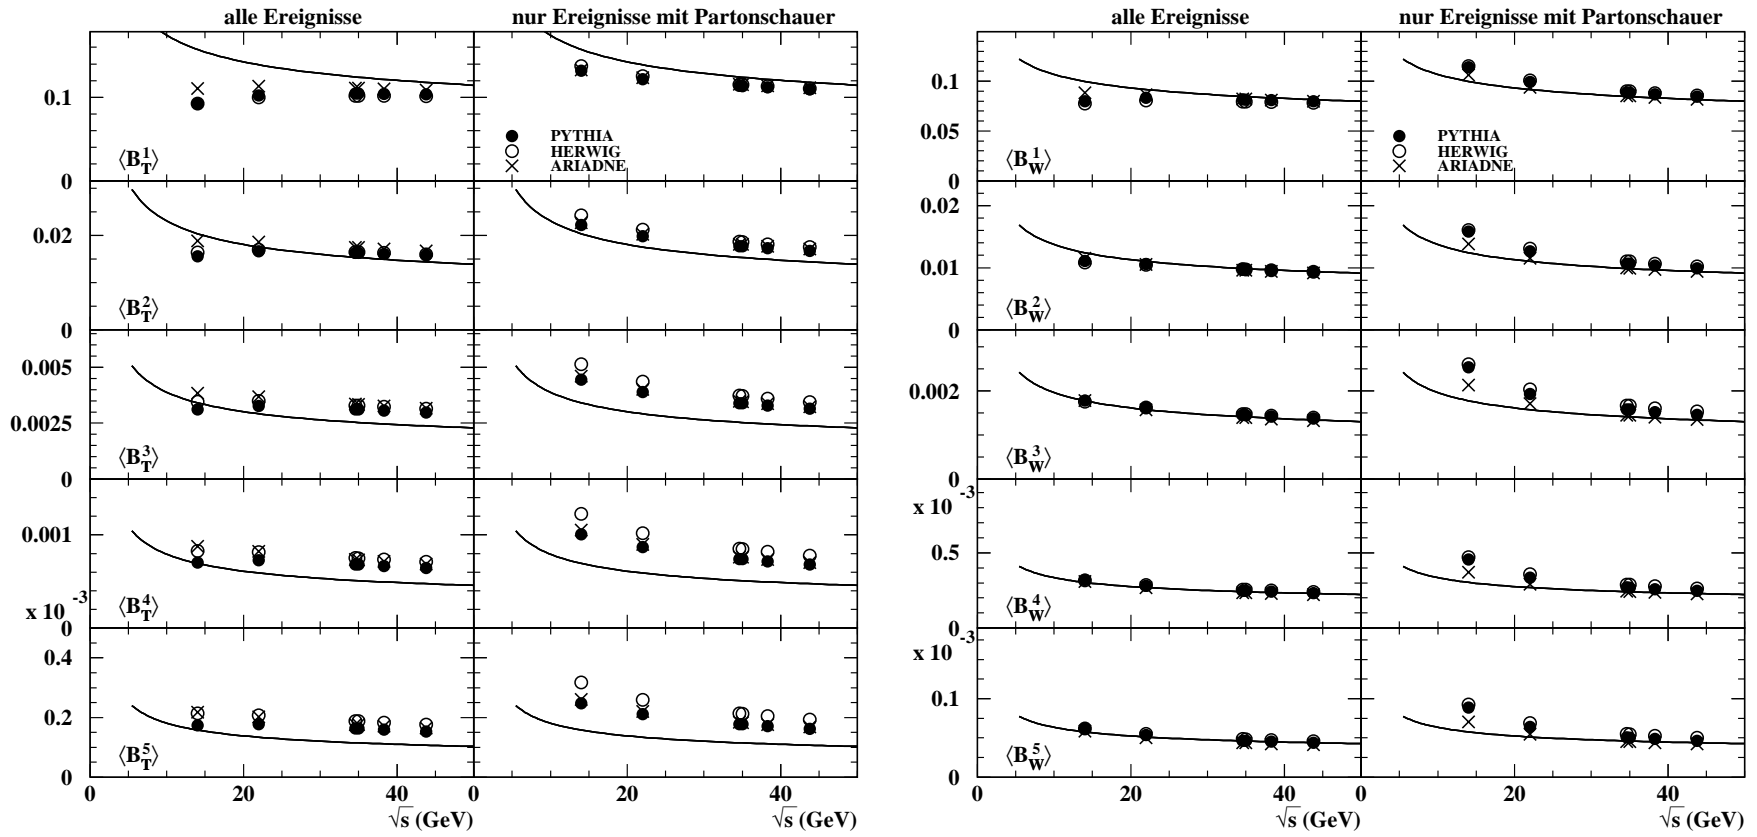 alle Ereignisse nur Ereignisse mit Partonschauer alle Ereignisse nur Ereignisse mit Partonschauer
0.1 0.1
PYTHIA PYTHIA
HERWIG 0.05 HERWIG
⟨B_T^1⟩ ARIADNE ⟨B_W^1⟩ ARIADNE
0 0
0.02 0.02
0.01
⟨B_T^2⟩ ⟨B_W^2⟩
0 0
0.005 0.002
0.0025
⟨B_T^3⟩ ⟨B_W^3⟩
0 0
x 10 -3
0.001 0.5
x 10 -3 ⟨B_T^4⟩ ⟨B_W^4⟩
0 0
x 10 -3
0.4
0.2 0.1
⟨B_T^5⟩ ⟨B_W^5⟩
0 0
0 20 40 0 20 40 0 20 40 0 20 40
√s (GeV) √s (GeV) √s (GeV) √s (GeV)